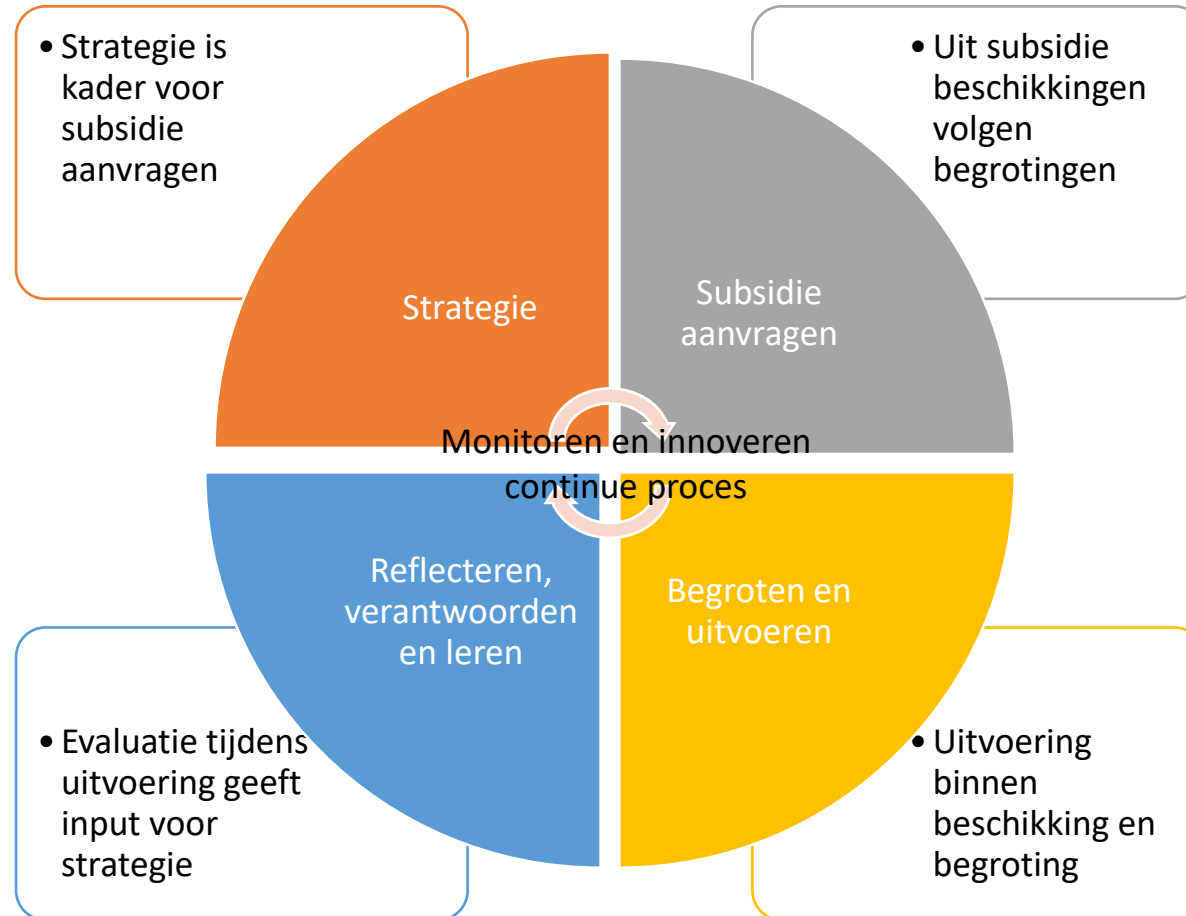 • Strategie is
kader voor
subsidie
aanvragen
• Uit subsidie
beschikkingen
volgen
begrotingen
Strategie
Subsidie
aanvragen
Monitoren en innoveren
continue proces
Reflecteren,
verantwoorden
en leren
Begroten en
uitvoeren
• Evaluatie tijdens
uitvoering geeft
input voor
strategie
• Uitvoering
binnen
beschikking en
begroting